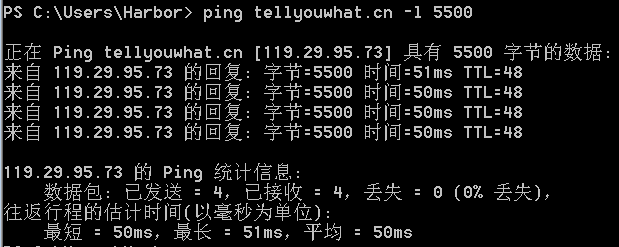 PS C:\Users\Harbor> ping tellyouwhat.cn -l 5500
正在 Ping tellyouwhat.cn [119.29.95.73] 具有 5500 字节的数据:
来自 119.29.95.73 的回复: 字节=5500 时间=51ms TTL=48
来自 119.29.95.73 的回复: 字节=5500 时间=50ms TTL=48
来自 119.29.95.73 的回复: 字节=5500 时间=50ms TTL=48
来自 119.29.95.73 的回复: 字节=5500 时间=50ms TTL=48
119.29.95.73 的 Ping 统计信息:
数据包: 已发送 = 4，已接收 = 4，丢失 = 0 (0% 丢失)，
往返行程的估计时间(以毫秒为单位):
最短 = 50ms，最长 = 51ms，平均 = 50ms